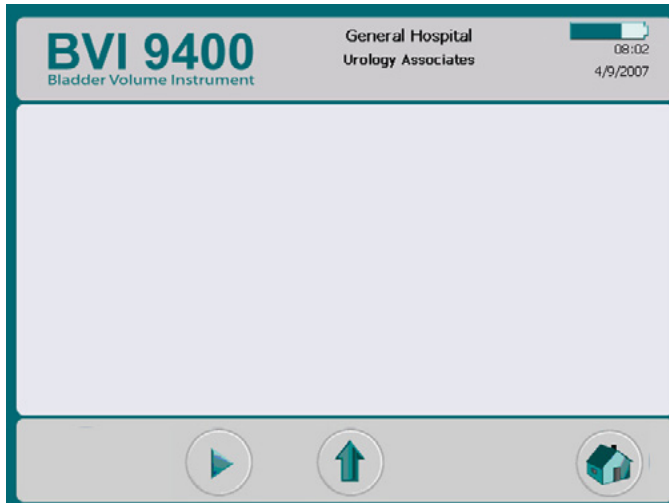 BVI 9400
Bladder Volume Instrument
General Hospital
Urology Associates
08:02
4/9/2007